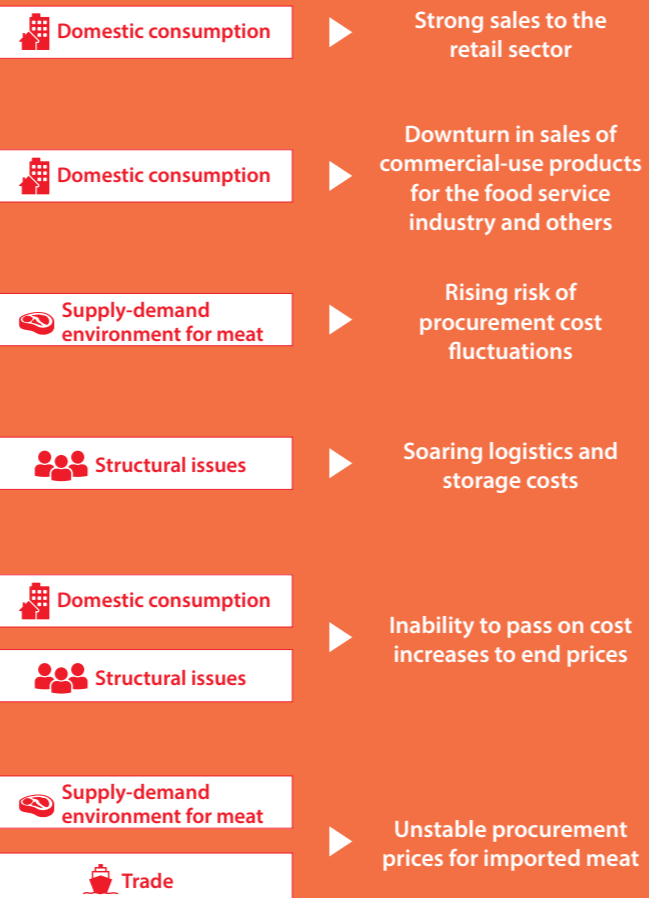 Domestic consumption
Strong sales to the
retail sector
Domestic consumption
Downturn in sales of
commercial-use products
for the food service
industry and others
Supply-demand
environment for meat
Rising risk of
procurement cost
fluctuations
Structural issues
Soaring logistics and
storage costs
Domestic consumption
Structural issues
Inability to pass on cost
increases to end prices
Supply-demand
environment for meat
Trade
Unstable procurement
prices for imported meat